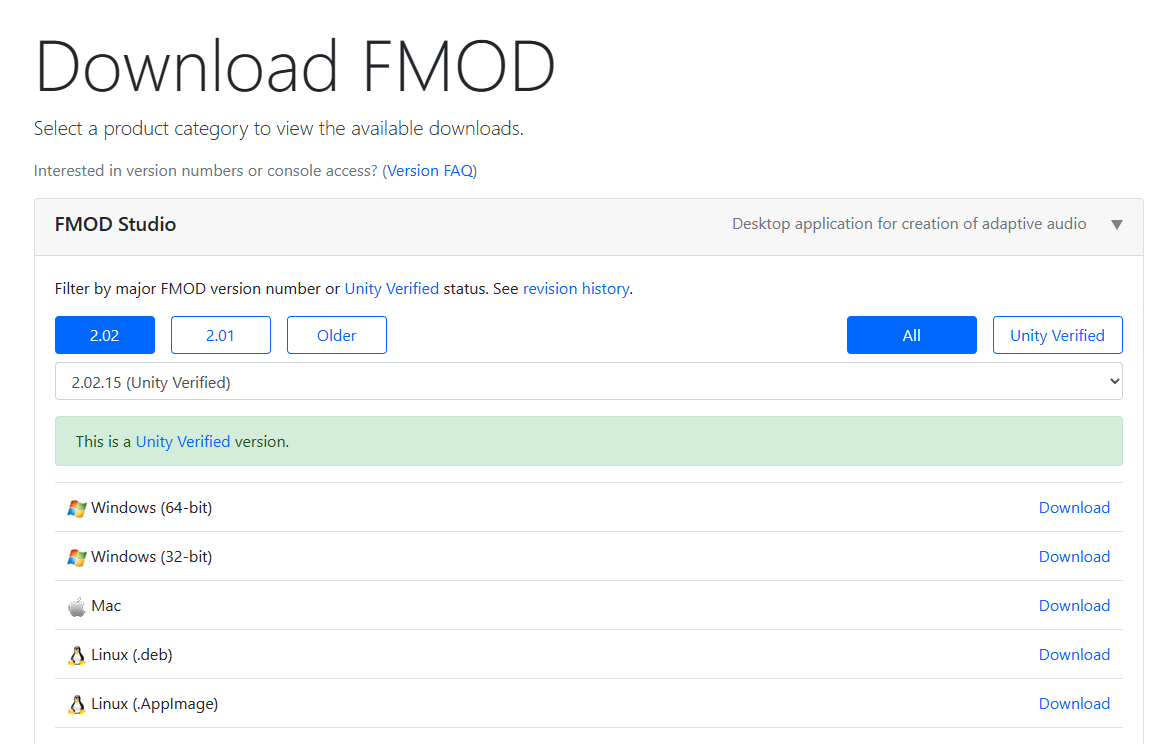 Download FMOD
Select a product category to view the available downloads.
Interested in version numbers or console access? (Version FAQ)
FMOD Studio Desktop application for creation of adaptive audio ▼
Filter by major FMOD version number or Unity Verified status. See revision history.
2.02 2.01 Older All Unity Verified
2.02.15 (Unity Verified)
This is a Unity Verified version.
Windows (64-bit) Download
Windows (32-bit) Download
Mac Download
Linux (.deb) Download
Linux (.AppImage) Download